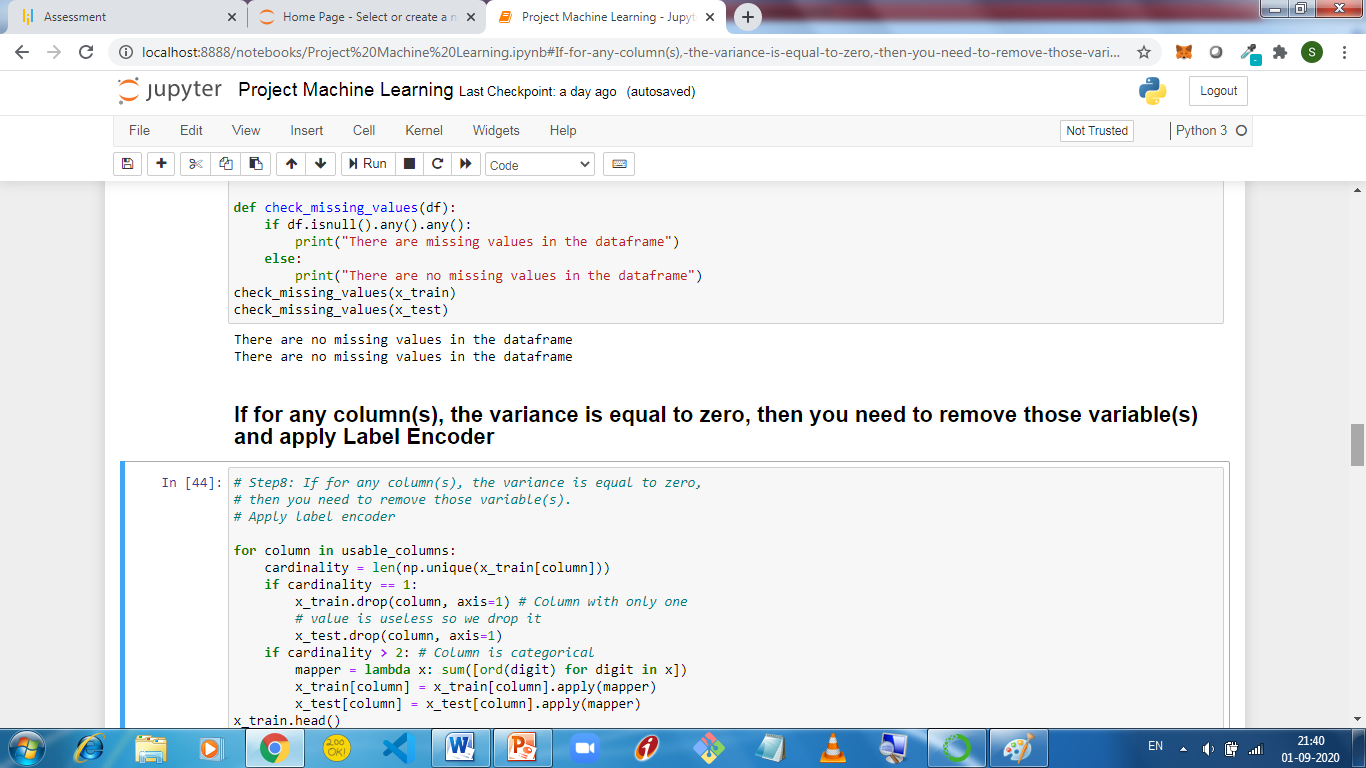 Assessment
Home Page - Select or create a n
Project Machine Learning - Jupyt
localhost:8888/notebooks/Project%20Machine%20Learning.ipynb#If-for-any-column(s),-the-variance-is-equal-to-zero,-then-you-need-to-remove-those-vari...
S
jupyter Project Machine Learning Last Checkpoint: a day ago (autosaved)
Logout
File Edit View Insert Cell Kernel Widgets Help
Not Trusted
Python 3
Run
Code
def check_missing_values(df):
    if df.isnull().any().any():
        print("There are missing values in the dataframe")
    else:
        print("There are no missing values in the dataframe")
check_missing_values(x_train)
check_missing_values(x_test)
There are no missing values in the dataframe
There are no missing values in the dataframe
If for any column(s), the variance is equal to zero, then you need to remove those variable(s)
and apply Label Encoder
In [44]:
# Step8: If for any column(s), the variance is equal to zero,
# then you need to remove those variable(s).
# Apply label encoder
for column in usable_columns:
    cardinality = len(np.unique(x_train[column]))
    if cardinality == 1:
        x_train.drop(column, axis=1) # Column with only one
        # value is useless so we drop it
        x_test.drop(column, axis=1)
    if cardinality > 2: # Column is categorical
        mapper = lambda x: sum([ord(digit) for digit in x])
        x_train[column] = x_train[column].apply(mapper)
        x_test[column] = x_test[column].apply(mapper)
x_train.head()
200
OK!
EN
21:40
01-09-2020